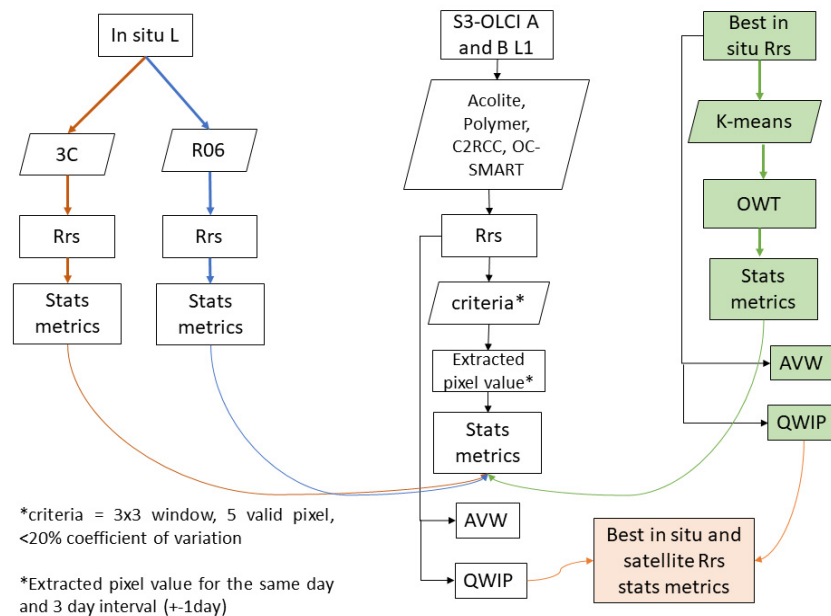 In situ L
3C
R06
Rrs
Rrs
Stats
metrics
Stats
metrics
S3-OLCI A
and B L1
Acolite,
Polymer,
C2RCC, OC-
SMART
Rrs
criteria*
Extracted
pixel value*
Stats
metrics
AVW
QWIP
Best in
situ Rrs
K-means
OWT
Stats
metrics
AVW
QWIP
Best in situ and
satellite Rrs
stats metrics
*criteria = 3x3 window, 5 valid pixel,
<20% coefficient of variation
*Extracted pixel value for the same day
and 3 day interval (+-1day)